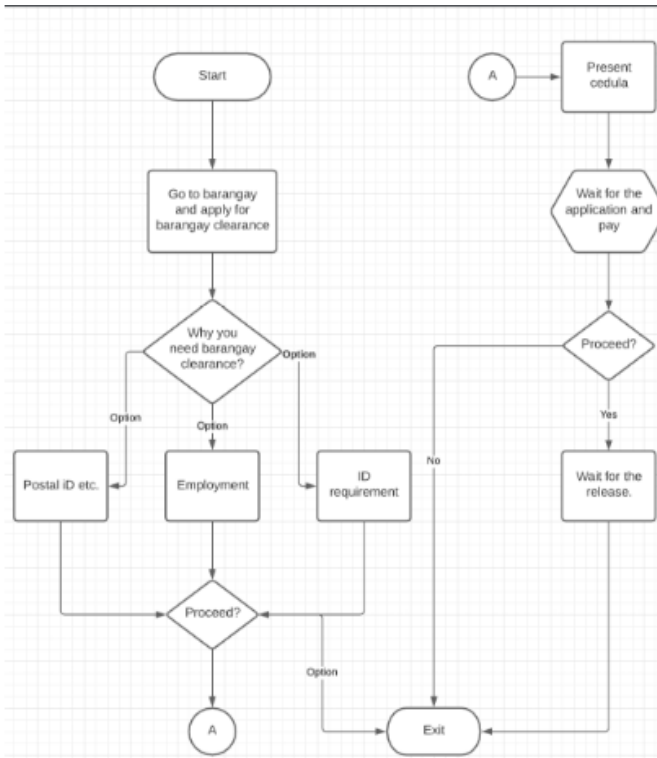 Start
Go to barangay
and apply for
barangay clearance
Why you
need barangay
clearance?
Option
Option
Option
Postal iD etc.
Employment
ID
requirement
Proceed?
Option
A
A
Present
cedula
Wait for the
application and
pay
Proceed?
Yes
No
Wait for the
release.
Exit